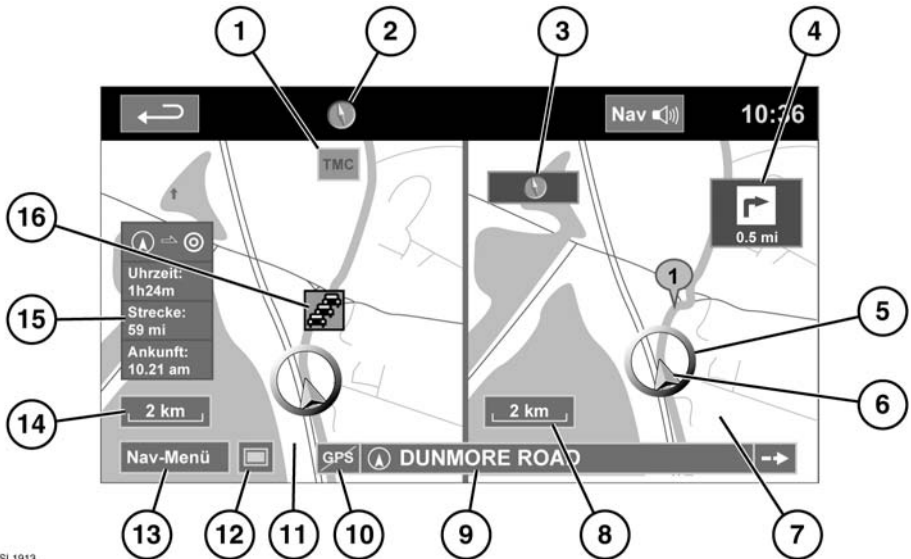 1 2 3 4
Nav 10:36
TMC
0.5 mi
16
Uhrzeit:
1h24m
1
15
Strecke:
59 mi
5
Ankunft:
10.21 am
6
14
2 km
2 km
Nav-Menü
GPS DUNMORE ROAD
13 12 11 10 9 8 7